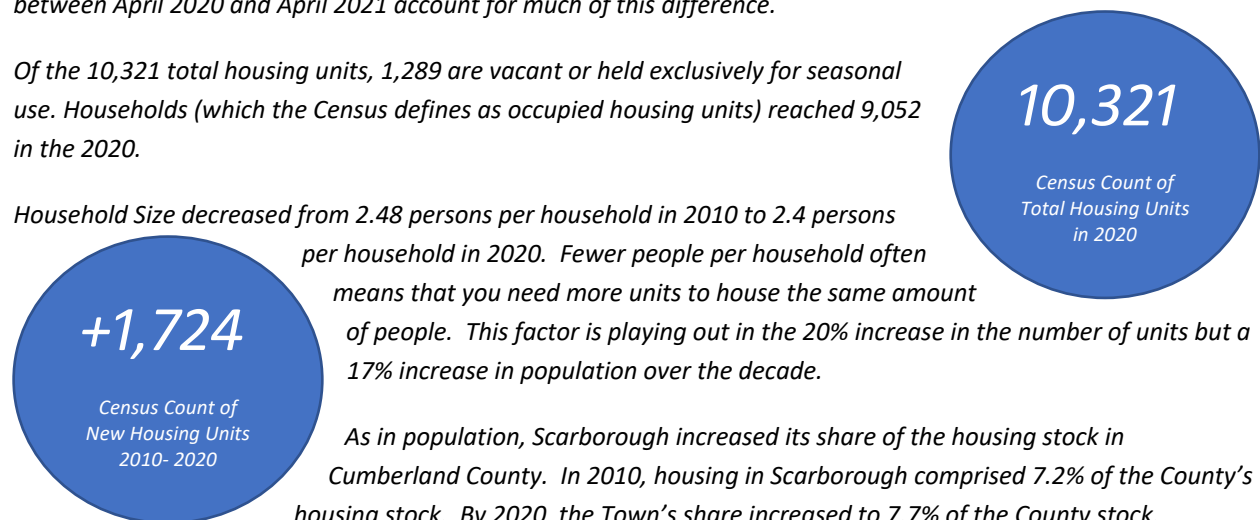 between April 2020 and April 2021 account for much of this difference.
Of the 10,321 total housing units, 1,289 are vacant or held exclusively for seasonal
use. Households (which the Census defines as occupied housing units) reached 9,052
in the 2020.
10,321
Census Count of
Total Housing Units
in 2020
Household Size decreased from 2.48 persons per household in 2010 to 2.4 persons
per household in 2020. Fewer people per household often
means that you need more units to house the same amount
of people. This factor is playing out in the 20% increase in the number of units but a
17% increase in population over the decade.
+1,724
Census Count of
New Housing Units
2010- 2020
As in population, Scarborough increased its share of the housing stock in
Cumberland County. In 2010, housing in Scarborough comprised 7.2% of the County's
housing stock. By 2020, the Town's share increased to 7.7% of the County stock